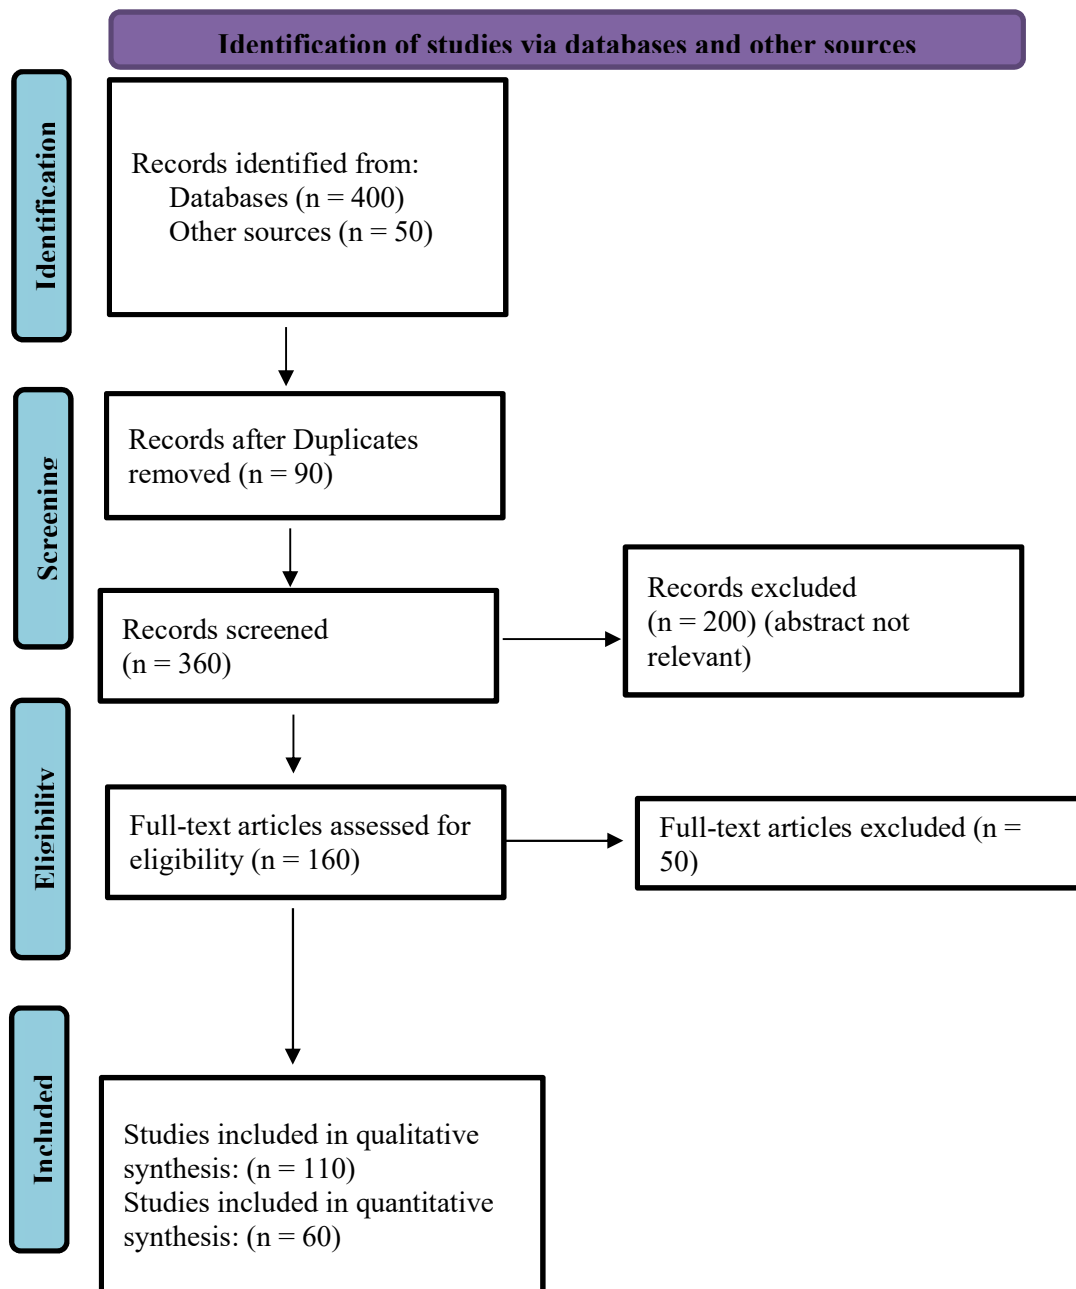 Identification of studies via databases and other sources
Identification
Records identified from:
Databases (n = 400)
Other sources (n = 50)
Screening
Records after Duplicates
removed (n = 90)
Records screened
(n = 360)
Records excluded
(n = 200) (abstract not
relevant)
Eligibility
Full-text articles assessed for
eligibility (n = 160)
Full-text articles excluded (n =
50)
Included
Studies included in qualitative
synthesis: (n = 110)
Studies included in quantitative
synthesis: (n = 60)